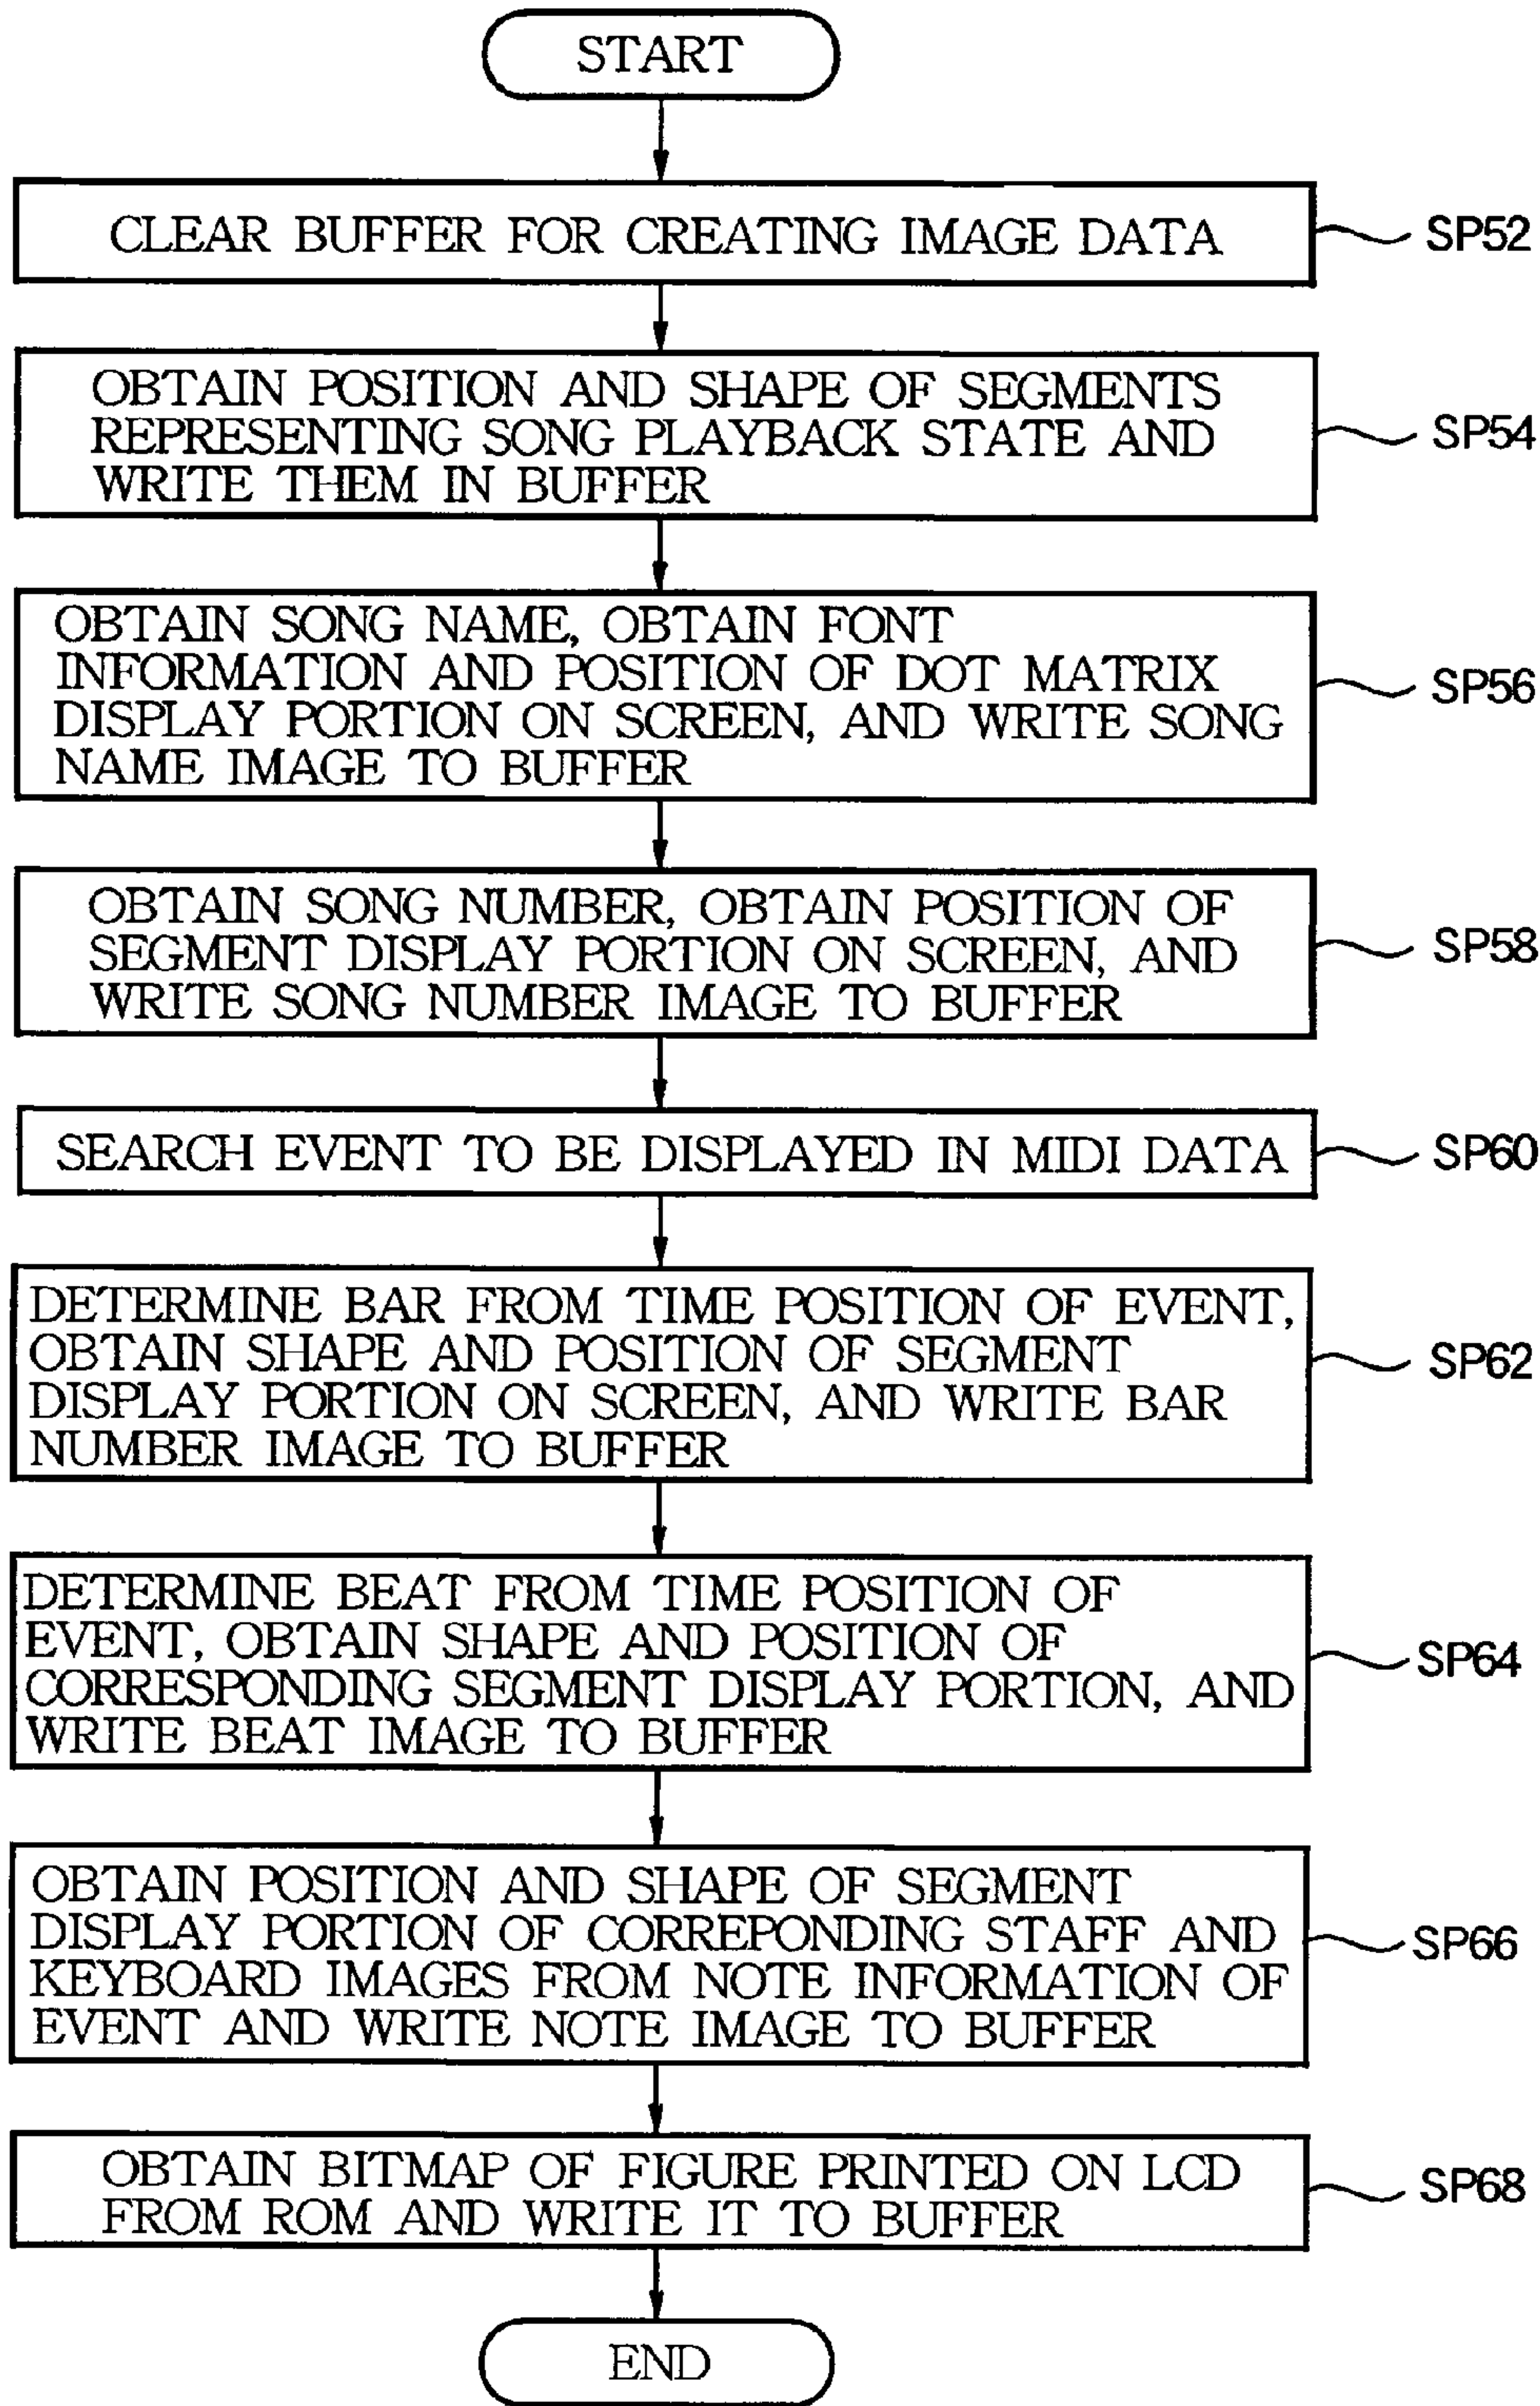 START
CLEAR BUFFER FOR CREATING IMAGE DATA
SP52
OBTAIN POSITION AND SHAPE OF SEGMENTS
REPRESENTING SONG PLAYBACK STATE AND
WRITE THEM IN BUFFER
SP54
OBTAIN SONG NAME, OBTAIN FONT
INFORMATION AND POSITION OF DOT MATRIX
DISPLAY PORTION ON SCREEN, AND WRITE SONG
NAME IMAGE TO BUFFER
SP56
OBTAIN SONG NUMBER, OBTAIN POSITION OF
SEGMENT DISPLAY PORTION ON SCREEN, AND
WRITE SONG NUMBER IMAGE TO BUFFER
SP58
SEARCH EVENT TO BE DISPLAYED IN MIDI DATA
SP60
DETERMINE BAR FROM TIME POSITION OF EVENT,
OBTAIN SHAPE AND POSITION OF SEGMENT
DISPLAY PORTION ON SCREEN, AND WRITE BAR
NUMBER IMAGE TO BUFFER
SP62
DETERMINE BEAT FROM TIME POSITION OF
EVENT, OBTAIN SHAPE AND POSITION OF
CORRESPONDING SEGMENT DISPLAY PORTION, AND
WRITE BEAT IMAGE TO BUFFER
SP64
OBTAIN POSITION AND SHAPE OF SEGMENT
DISPLAY PORTION OF CORREPONDING STAFF AND
KEYBOARD IMAGES FROM NOTE INFORMATION OF
EVENT AND WRITE NOTE IMAGE TO BUFFER
SP66
OBTAIN BITMAP OF FIGURE PRINTED ON LCD
FROM ROM AND WRITE IT TO BUFFER
SP68
END